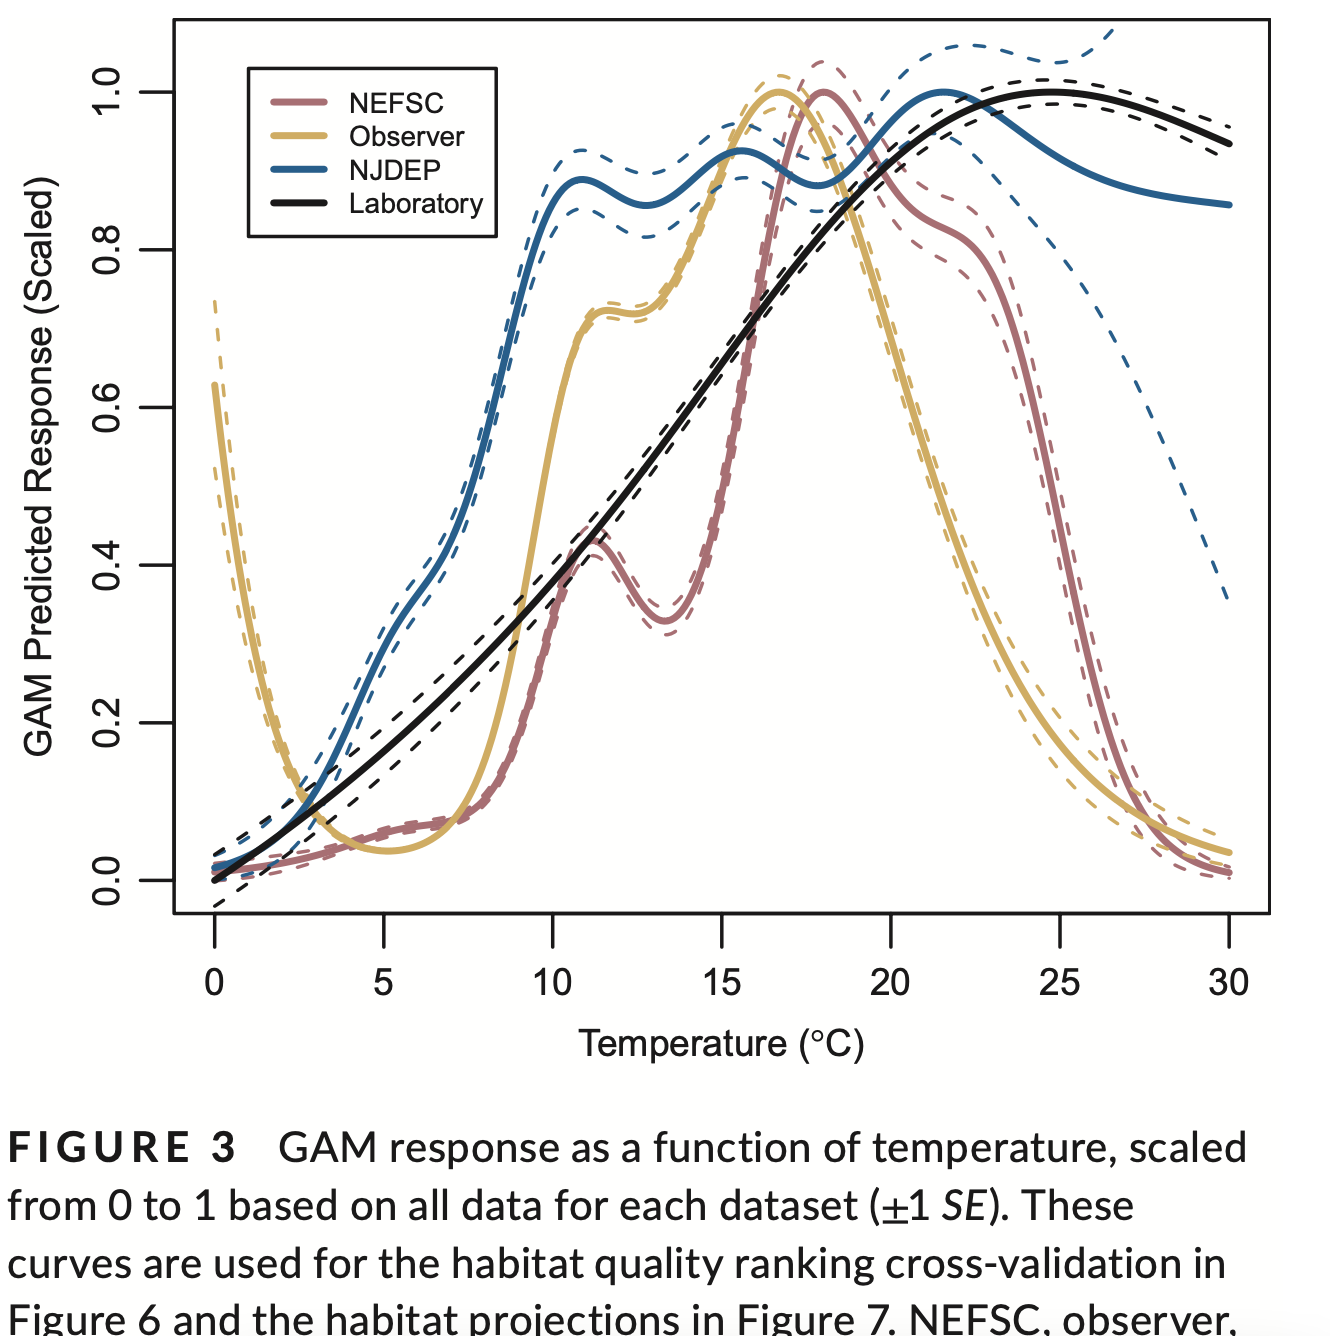 GAM Predicted Response (Scaled)
1.0
0.8
0.6
0.4
0.2
0.0
NEFSC
Observer
NJDEP
Laboratory
0 5 10 15 20 25 30
Temperature (°C)
FIGURE 3 GAM response as a function of temperature, scaled
from 0 to 1 based on all data for each dataset (±1 SE). These
curves are used for the habitat quality ranking cross-validation in
Figure 6 and the habitat projections in Figure 7. NEFSC, observer,